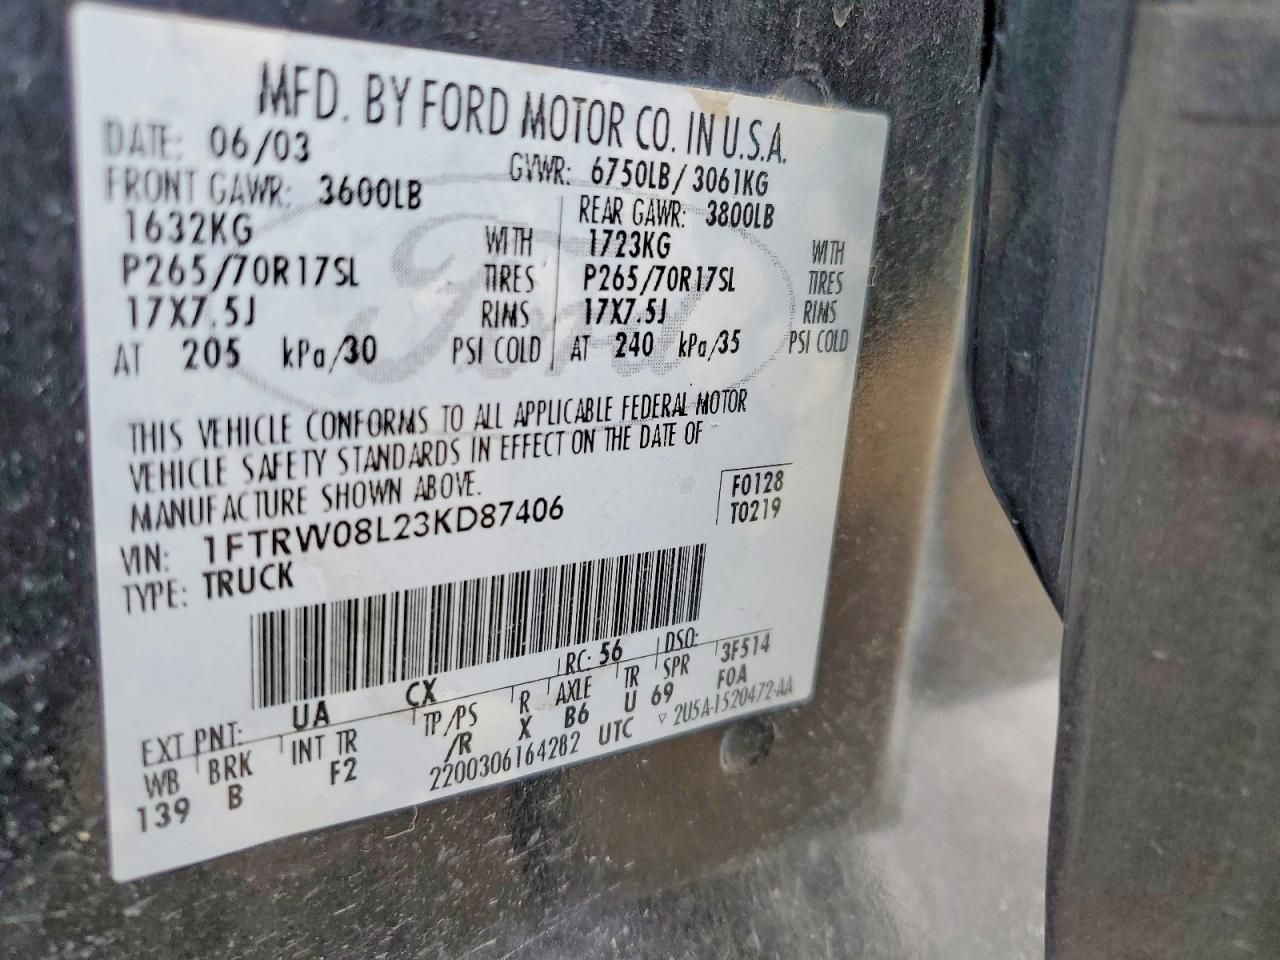 MFD. BY FORD MOTOR CO. IN U.S.A.
DATE: 06/03 GVWR: 6750LB/3061KG
FRONT GAWR: 3600LB REAR GAWR: 3800LB
1632KG WITH 1723KG WITH
P265/70R17SL TIRES P265/70R17SL TIRES
17X7.5J RIMS 17X7.5J RIMS
AT 205 kPa/30 PSI COLD AT 240 kPa/35 PSI COLD
Ford
THIS VEHICLE CONFORMS TO ALL APPLICABLE FEDERAL MOTOR
VEHICLE SAFETY STANDARDS IN EFFECT ON THE DATE OF
MANUFACTURE SHOWN ABOVE.
F0128
T0219
VIN: 1FTRW08L23KD87406
TYPE: TRUCK
EXT PNT: UA CX RC: 56 DSO: 3F514
WB BRK INT TR TP/PS R AXLE TR SPR F0A
139 B F2 /R X B6 U 69
2200306164282 UTC ▽ 2U5A-1520472-AA